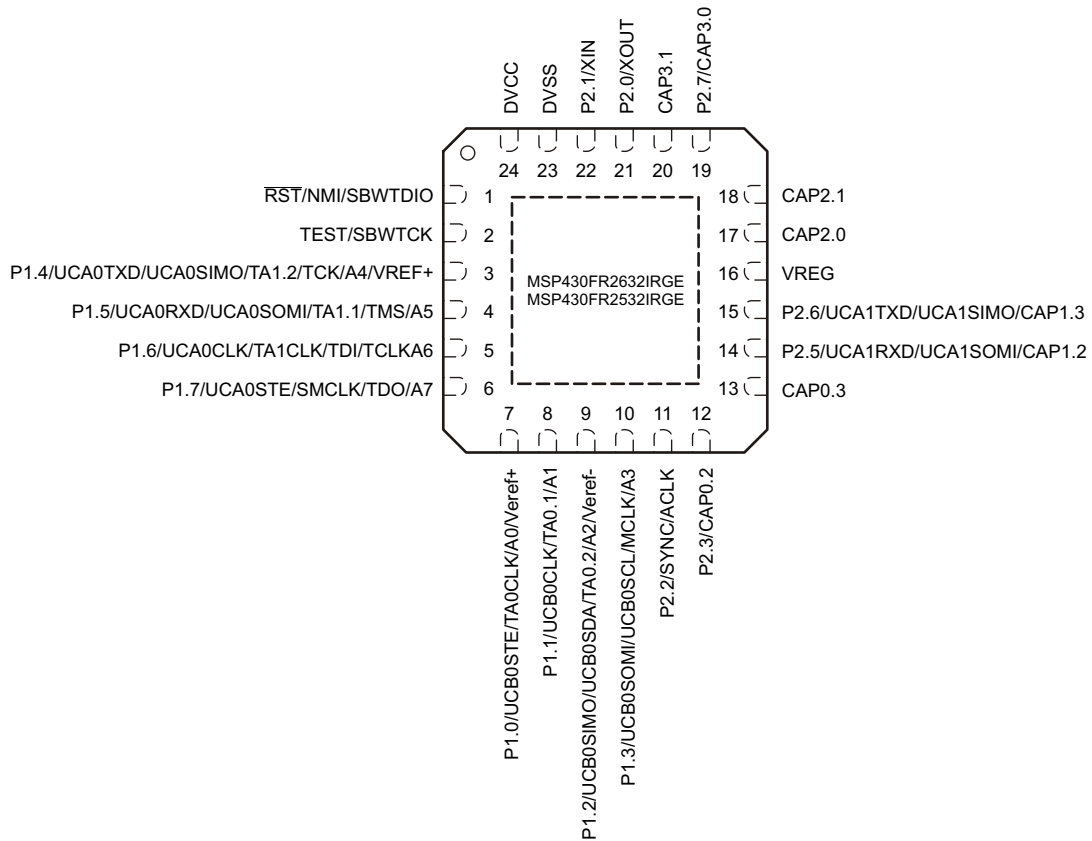 DVCC
DVSS
P2.1/XIN
P2.0/XOUT
CAP3.1
P2.7/CAP3.0
24
23
22
21
20
19
RST/NMI/SBWTDIO
1
TEST/SBWTCK
2
P1.4/UCA0TXD/UCA0SIMO/TA1.2/TCK/A4/VREF+
3
P1.5/UCA0RXD/UCA0SOMI/TA1.1/TMS/A5
4
P1.6/UCA0CLK/TA1CLK/TDI/TCLKA6
5
P1.7/UCA0STE/SMCLK/TDO/A7
6
MSP430FR2632IRGE
MSP430FR2532IRGE
18
CAP2.1
17
CAP2.0
16
VREG
15
P2.6/UCA1TXD/UCA1SIMO/CAP1.3
14
P2.5/UCA1RXD/UCA1SOMI/CAP1.2
13
CAP0.3
7
8
9
10
11
12
P1.0/UCB0STE/TA0CLK/A0/Veref+
P1.1/UCB0CLK/TA0.1/A1
P1.2/UCB0SIMO/UCB0SDA/TA0.2/A2/Veref-
P1.3/UCB0SOMI/UCB0SCL/MCLK/A3
P2.2/SYNC/ACLK
P2.3/CAP0.2